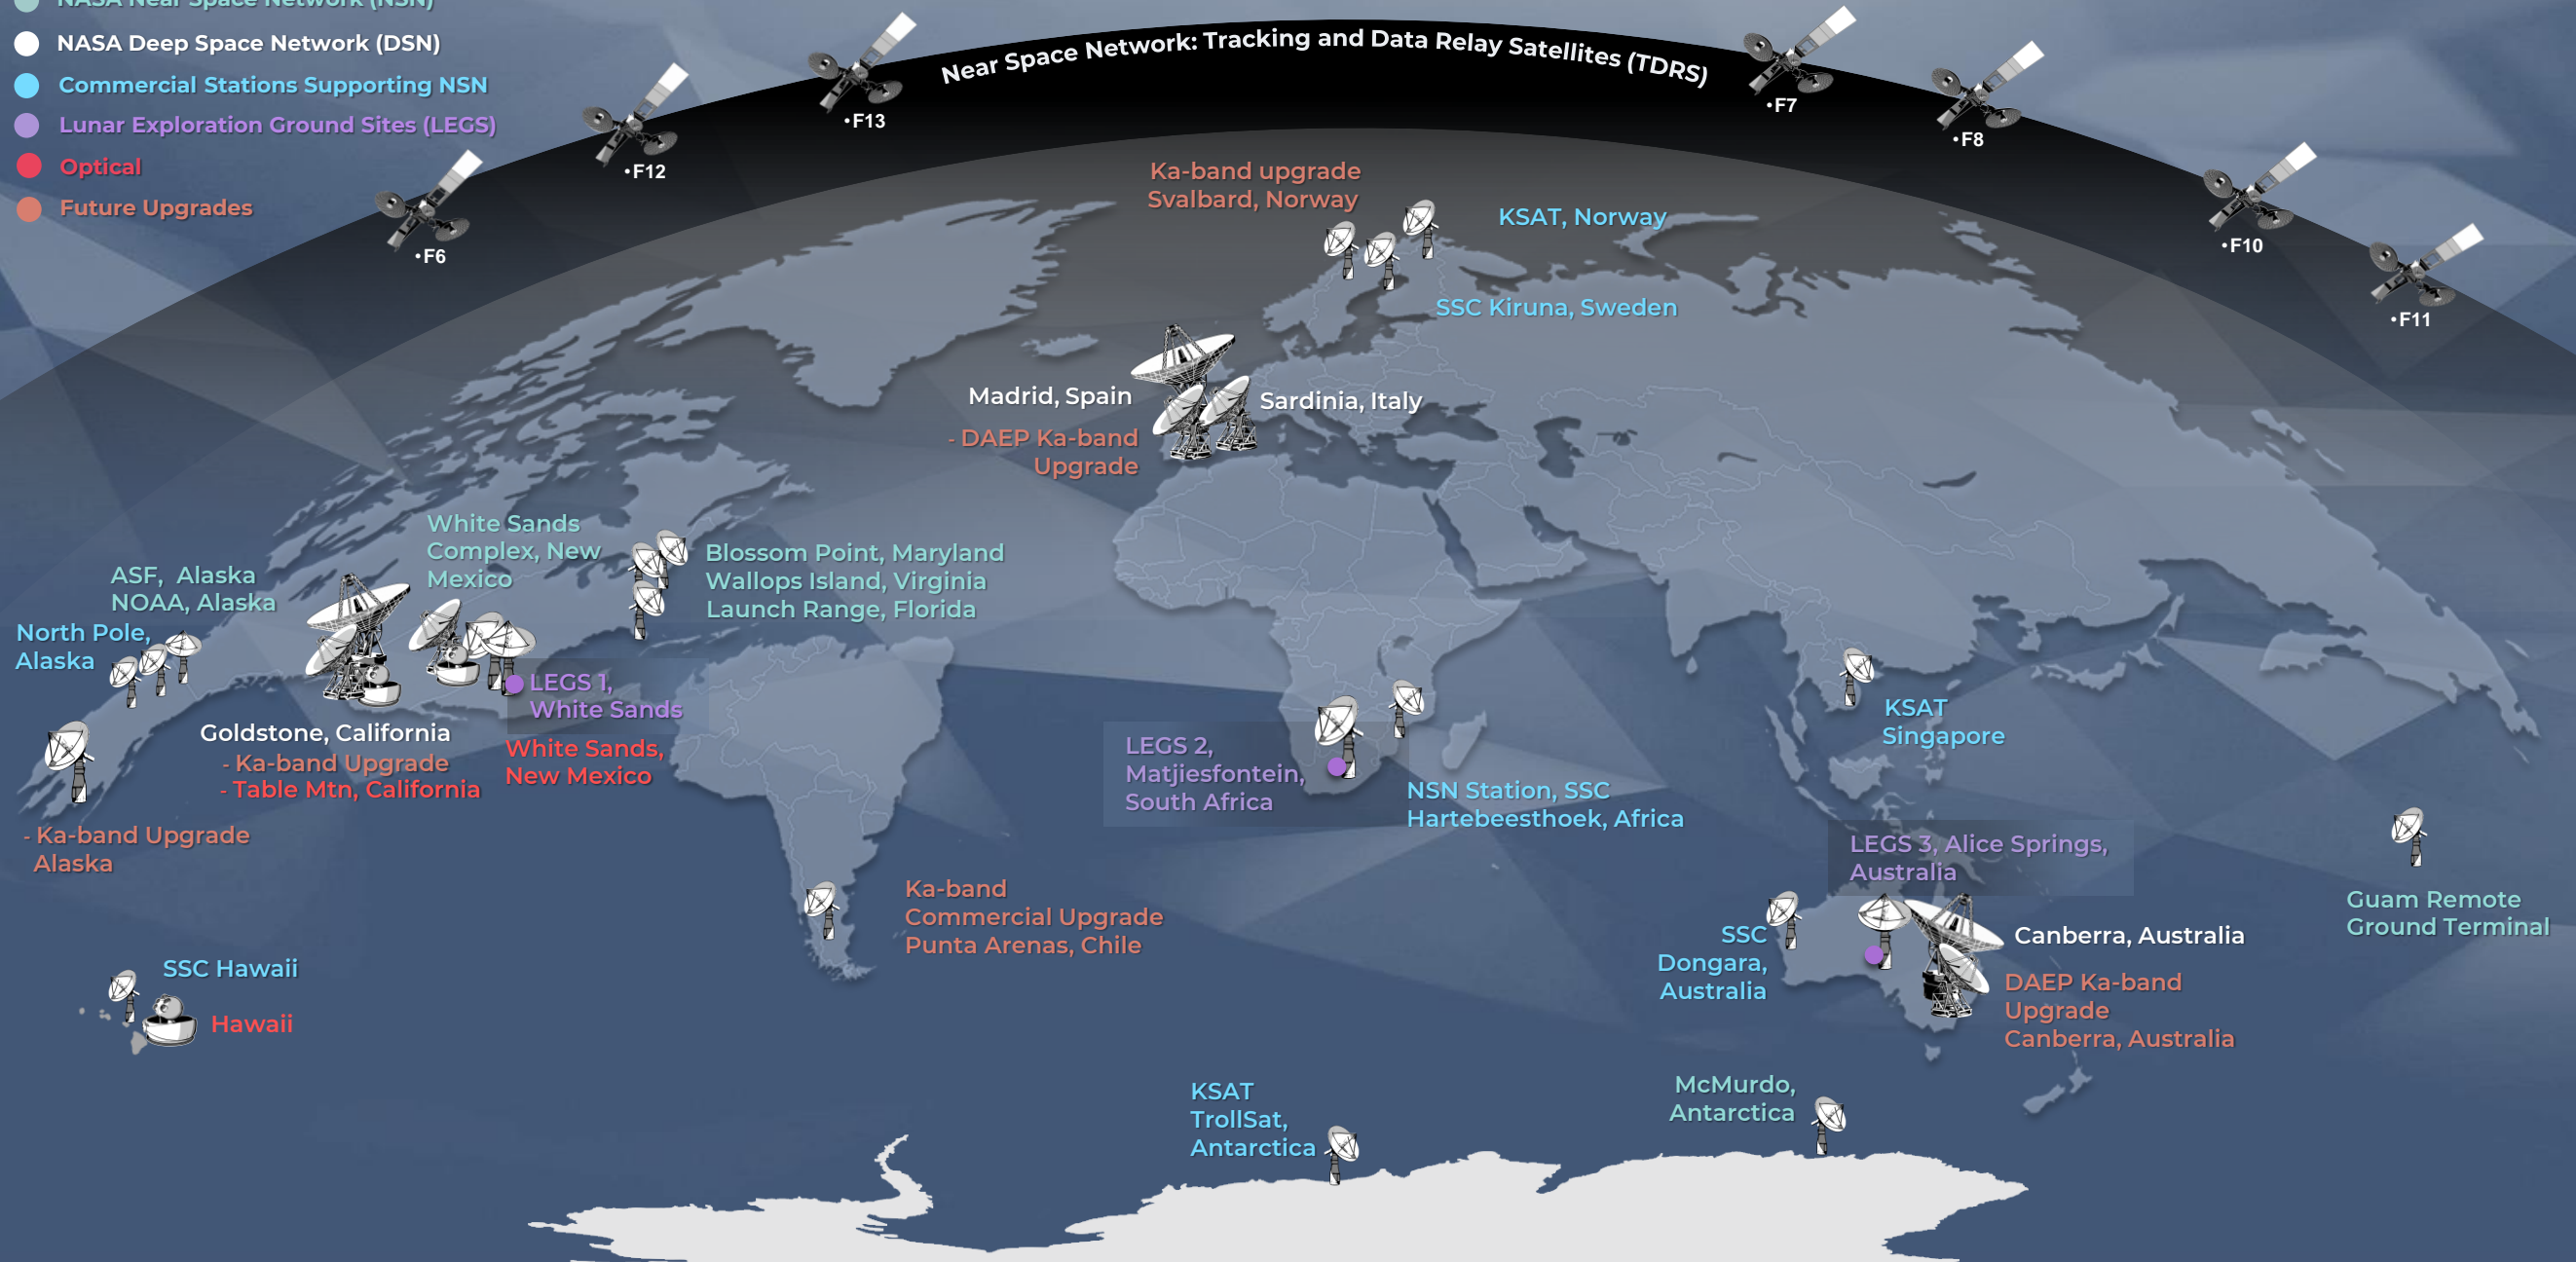 NASA Near Space Network (NSN)
NASA Deep Space Network (DSN)
Commercial Stations Supporting NSN
Lunar Exploration Ground Sites (LEGS)
Optical
Future Upgrades
Near Space Network: Tracking and Data Relay Satellites (TDRS)
•F6
•F12
•F13
•F7
•F8
•F10
•F11
Ka-band upgrade
Svalbard, Norway
KSAT, Norway
SSC Kiruna, Sweden
Madrid, Spain
- DAEP Ka-band
Upgrade
Sardinia, Italy
White Sands
Complex, New
Mexico
Blossom Point, Maryland
Wallops Island, Virginia
Launch Range, Florida
ASF, Alaska
NOAA, Alaska
North Pole,
Alaska
LEGS 1,
White Sands
Goldstone, California
- Ka-band Upgrade
- Table Mtn, California
White Sands,
New Mexico
- Ka-band Upgrade
Alaska
LEGS 2,
Matjiesfontein,
South Africa
NSN Station, SSC
Hartebeesthoek, Africa
KSAT
Singapore
LEGS 3, Alice Springs,
Australia
Guam Remote
Ground Terminal
Ka-band
Commercial Upgrade
Punta Arenas, Chile
SSC
Dongara,
Australia
Canberra, Australia
DAEP Ka-band
Upgrade
Canberra, Australia
SSC Hawaii
Hawaii
KSAT
TrollSat,
Antarctica
McMurdo,
Antarctica